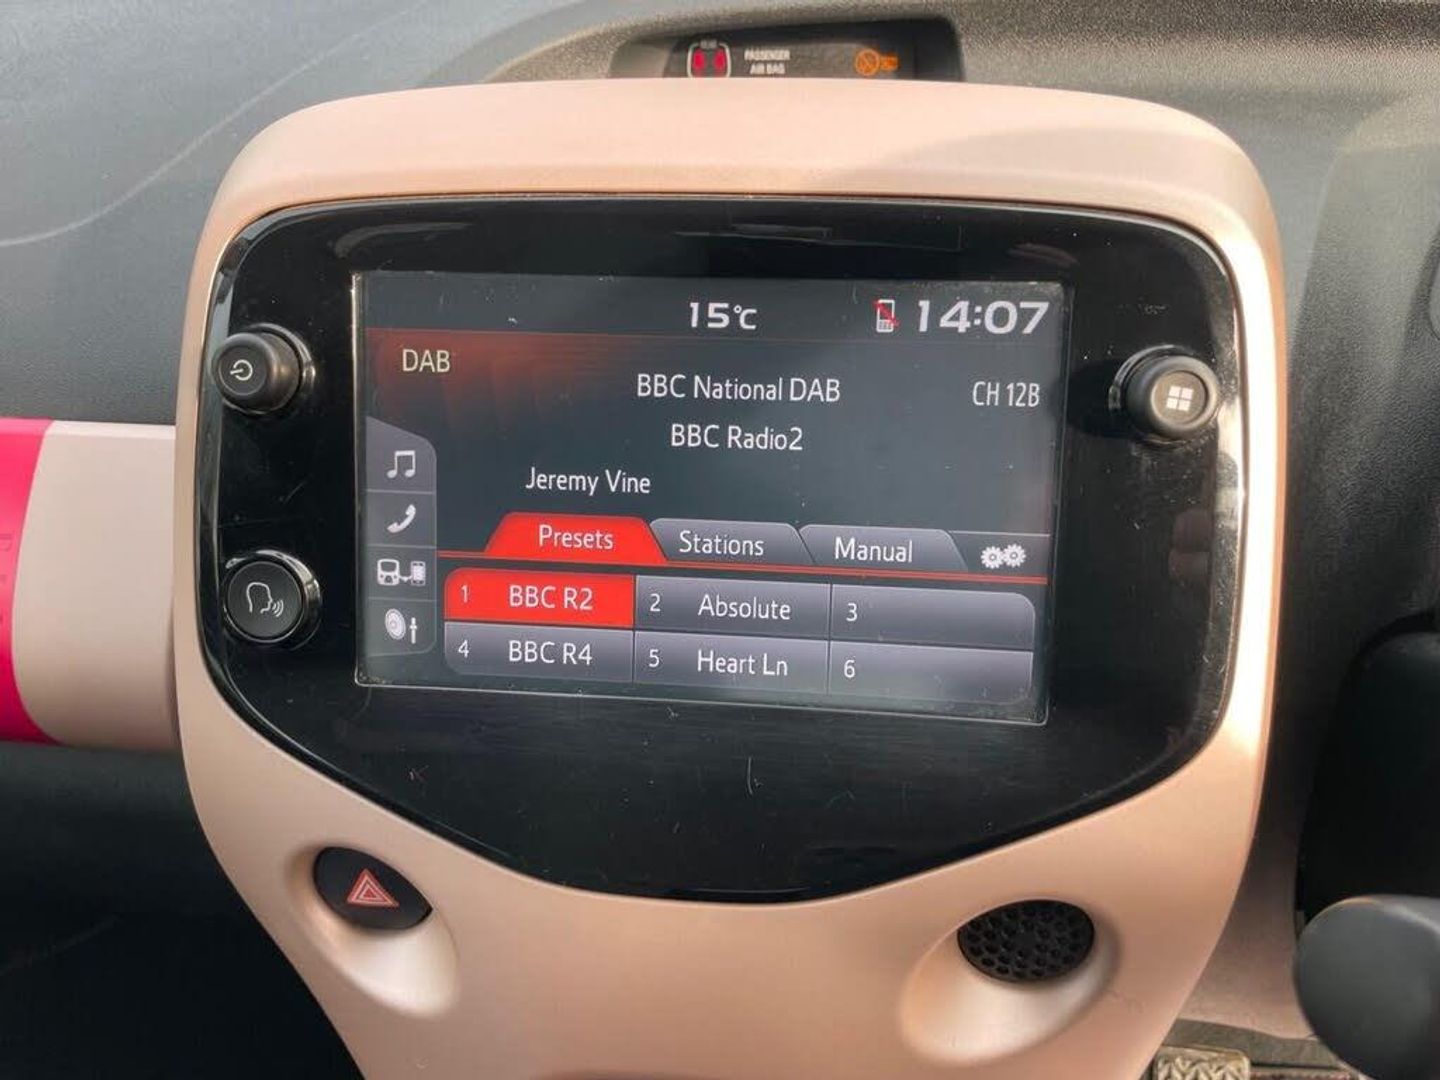 PASSENGER
AIR BAG
15°C 14:07
DAB
BBC National DAB CH 12B
BBC Radio2
Jeremy Vine
Presets Stations Manual
1 BBC R2 2 Absolute 3
4 BBC R4 5 Heart Ln 6